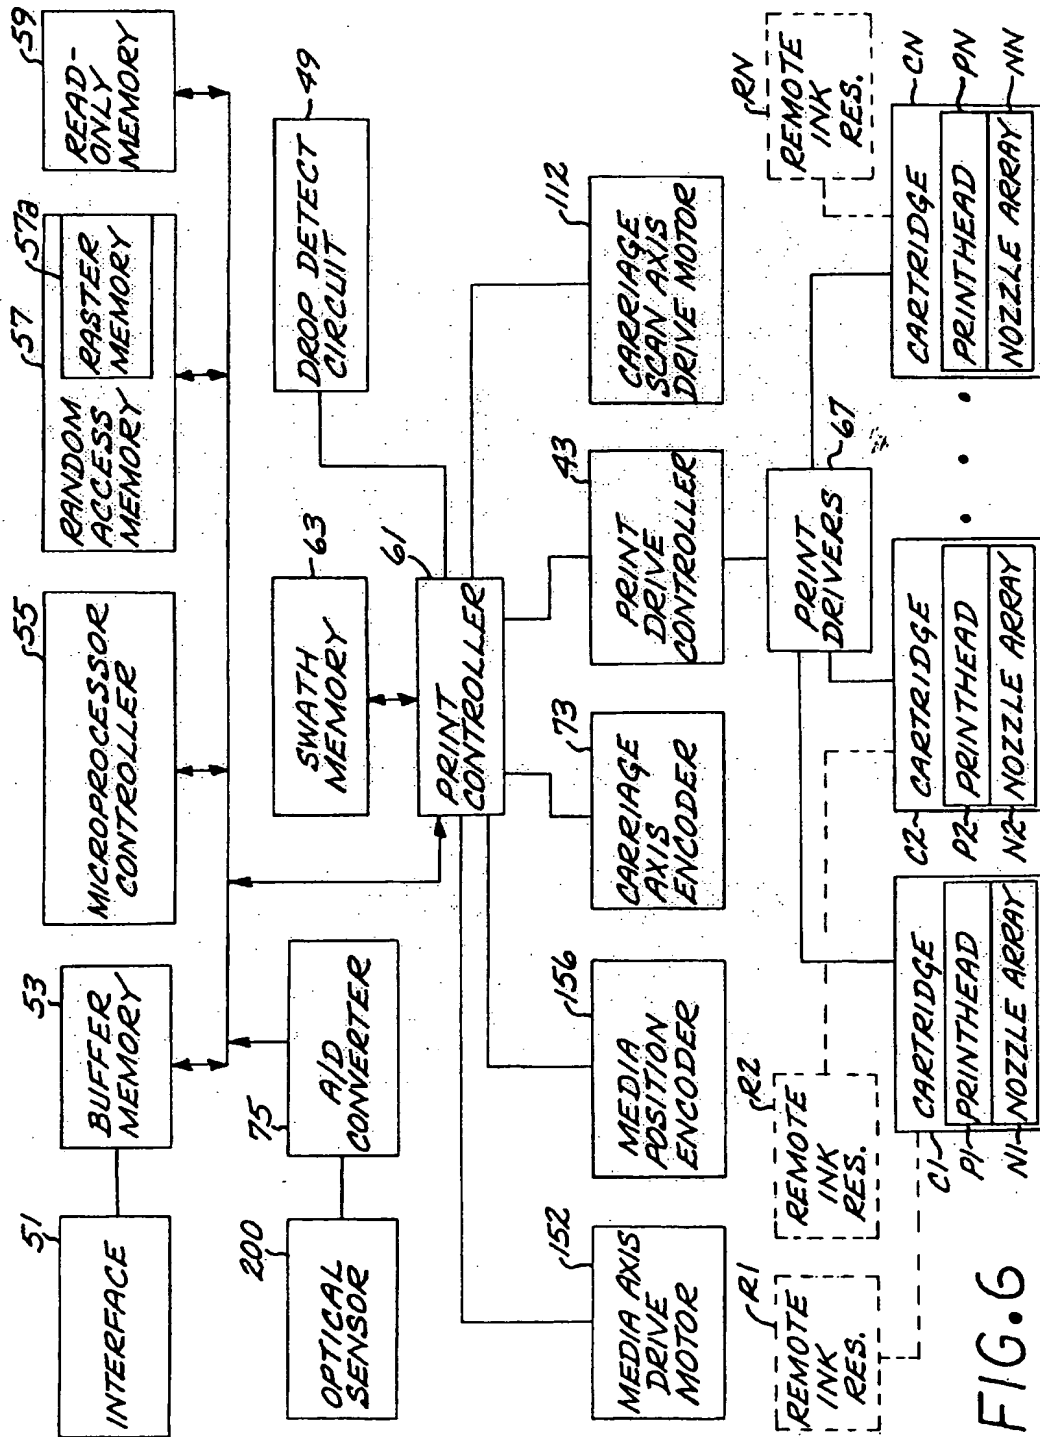 51
INTERFACE
53
BUFFER
MEMORY
55
MICROPROCESSOR
CONTROLLER
57
RANDOM
ACCESS
MEMORY
57a
RASTER
MEMORY
59
READ-
ONLY
MEMORY
200
OPTICAL
SENSOR
75
A/D
CONVERTER
63
SWATH
MEMORY
61
PRINT
CONTROLLER
49
DROP DETECT
CIRCUIT
152
MEDIA AXIS
DRIVE
MOTOR
156
MEDIA
POSITION
ENCODER
73
CARRIAGE
AXIS
ENCODER
43
PRINT
DRIVE
CONTROLLER
112
CARRIAGE
SCAN AXIS
DRIVE MOTOR
R1
REMOTE
INK
RES.
R2
REMOTE
INK
RES.
67
PRINT
DRIVERS
RN
REMOTE
INK
RES.
C1
CARTRIDGE
P1
PRINTHEAD
N1
NOZZLE ARRAY
C2
CARTRIDGE
P2
PRINTHEAD
N2
NOZZLE ARRAY
• • •
CARTRIDGE
CN
PRINTHEAD
PN
NOZZLE ARRAY
NN
FIG.6